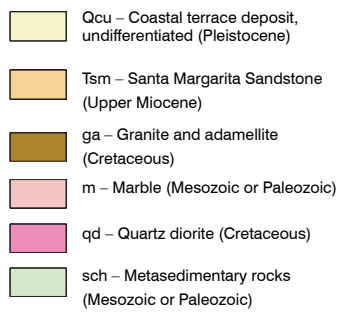 Qcu – Coastal terrace deposit,
undifferentiated (Pleistocene)
Tsm – Santa Margarita Sandstone
(Upper Miocene)
ga – Granite and adamellite
(Cretaceous)
m – Marble (Mesozoic or Paleozoic)
qd – Quartz diorite (Cretaceous)
sch – Metasedimentary rocks
(Mesozoic or Paleozoic)